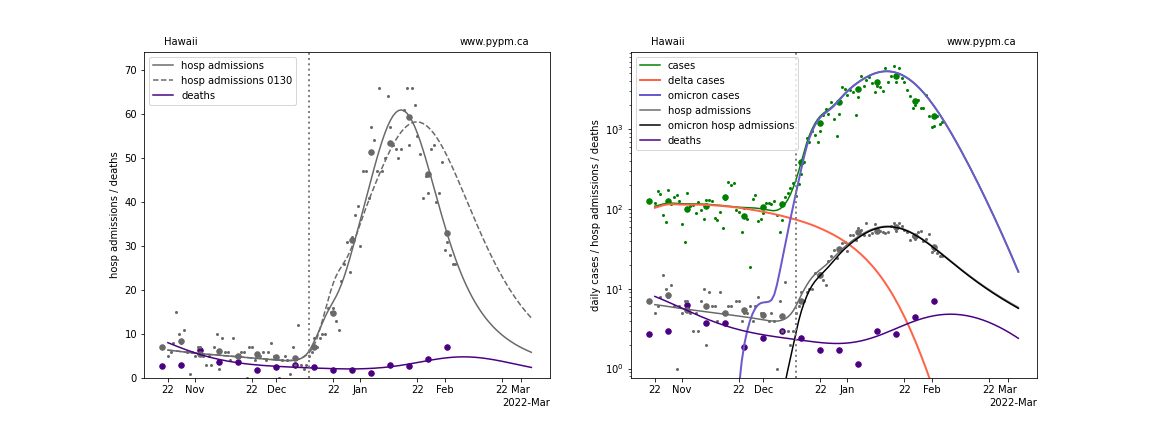 Hawaii
www.pypm.ca
hosp admissions
hosp admissions 0130
deaths
hosp admissions / deaths
70
60
50
40
30
20
10
0
22
Nov
22
Dec
22
Jan
22
Feb
22
Mar
2022-Mar
Hawaii
www.pypm.ca
cases
delta cases
omicron cases
hosp admissions
omicron hosp admissions
deaths
daily cases / hosp admissions / deaths
10³
10²
10¹
10⁰
22
Nov
22
Dec
22
Jan
22
Feb
22
Mar
2022-Mar